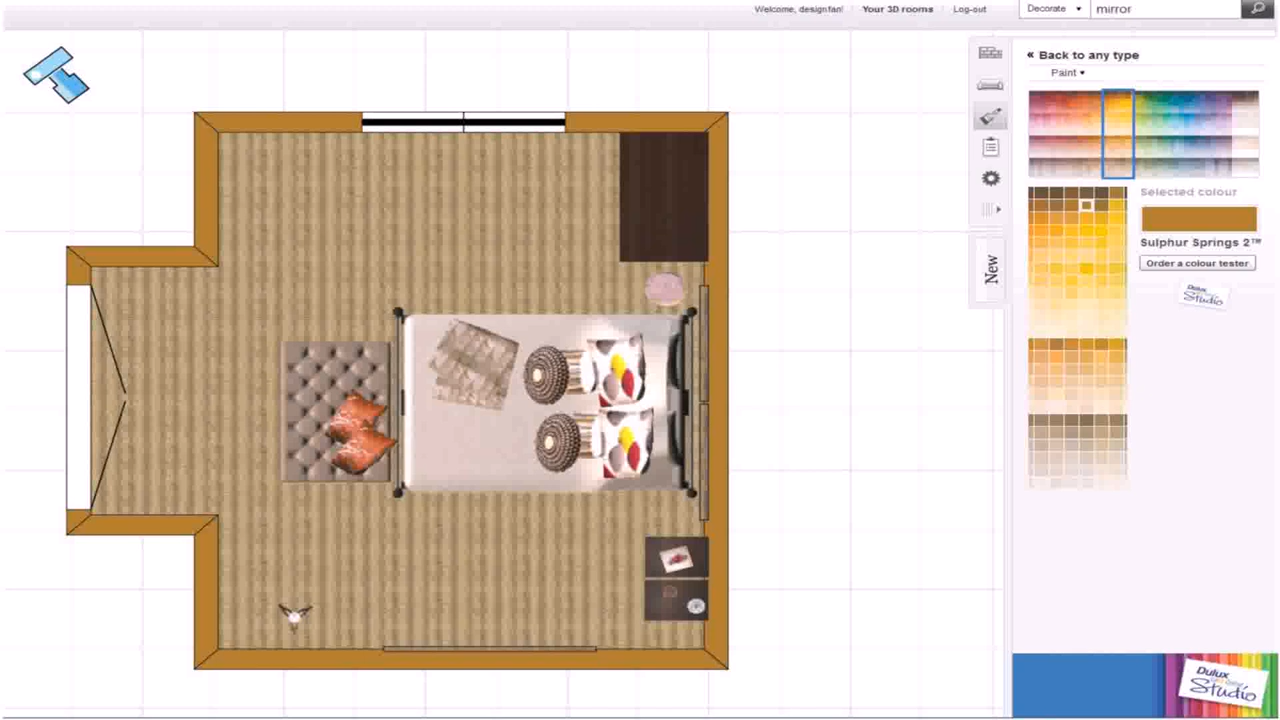 Welcome, designfan! Your 3D rooms Log-out Decorate mirror
« Back to any type
Paint
Selected colour
Sulphur Springs 2™
Order a colour tester
New
Dulux
Studio
Dulux
Studio